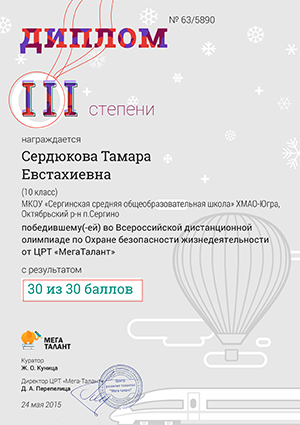 № 63/5890
ДИПЛОМ
III степени
награждается
Сердюкова Тамара
Евстахиевна
(10 класс)
МКОУ «Сергинская средняя общеобразовательная школа» ХМАО-Югра,
Октябрьский р-н п.Сергино
победившему(-ей) во Всероссийской дистанционной
олимпиаде по Охране безопасности жизнедеятельности
от ЦРТ «МегаТалант»
с результатом
30 из 30 баллов
МЕГА
ТАЛАНТ
Куратор
Ж. О. Куница
Директор ЦРТ «Мега-Талант»
Д. А. Перепелица
24 мая 2015